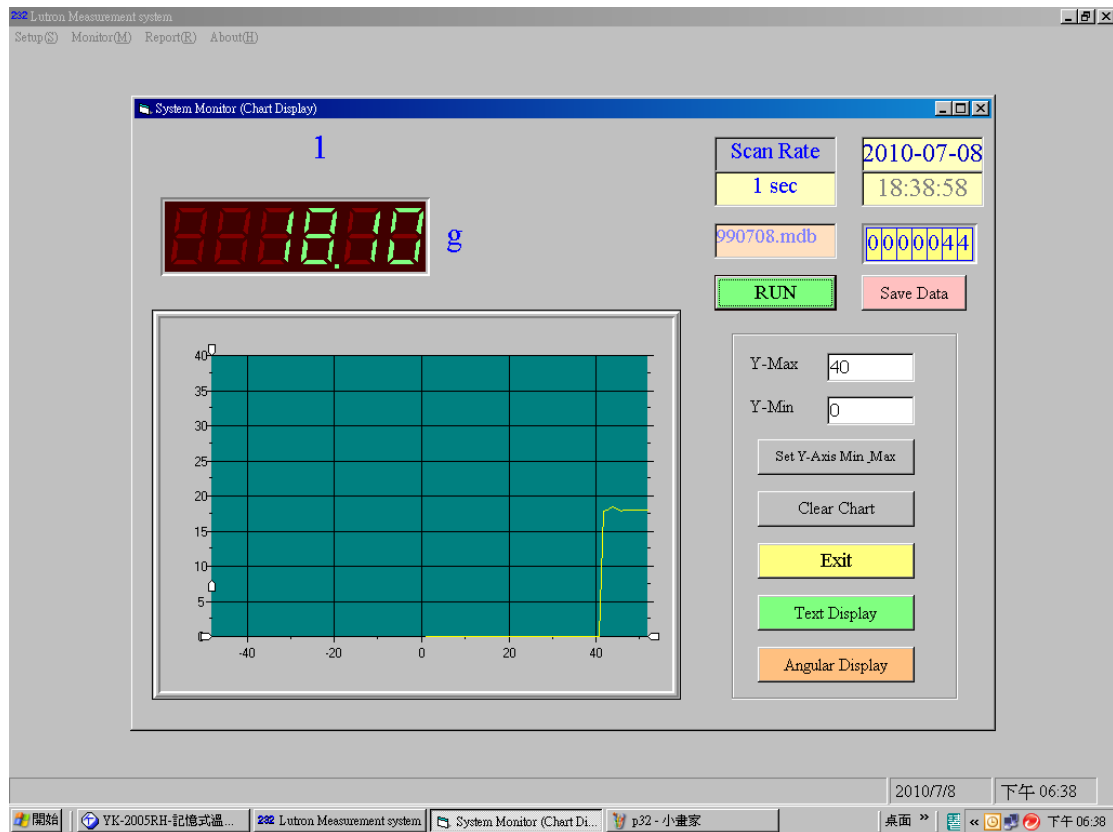 232 Lutron Measurement system
Setup(S) Monitor(M) Report(R) About(H)
System Monitor (Chart Display)
1
18.10
g
Scan Rate
1 sec
2010-07-08
18:38:58
990708.mdb
0000044
RUN
Save Data
40
35
30
25
20
15
10
5
0
-40 -20 0 20 40
Y-Max 40
Y-Min 0
Set Y-Axis Min_Max
Clear Chart
Exit
Text Display
Angular Display
2010/7/8 下午 06:38
開始 YK-2005RH-記憶式溫... 232 Lutron Measurement system System Monitor (Chart Di... p32 - 小畫家 桌面 » « 下午 06:38